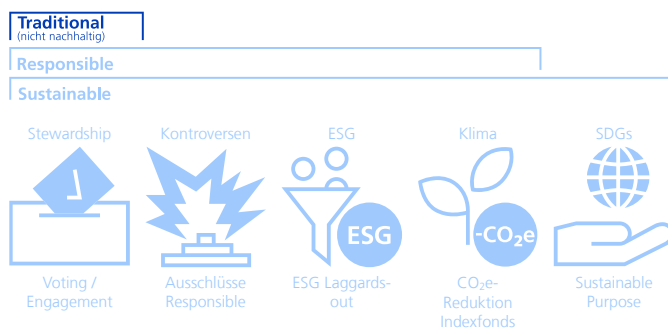 Traditional
(nicht nachhaltig)
Responsible
Sustainable
Stewardship
Kontroversen
ESG
Klima
SDGs
ESG
-CO₂e
Voting /
Engagement
Ausschlüsse
Responsible
ESG Laggards-
out
CO₂e-
Reduktion
Indexfonds
Sustainable
Purpose